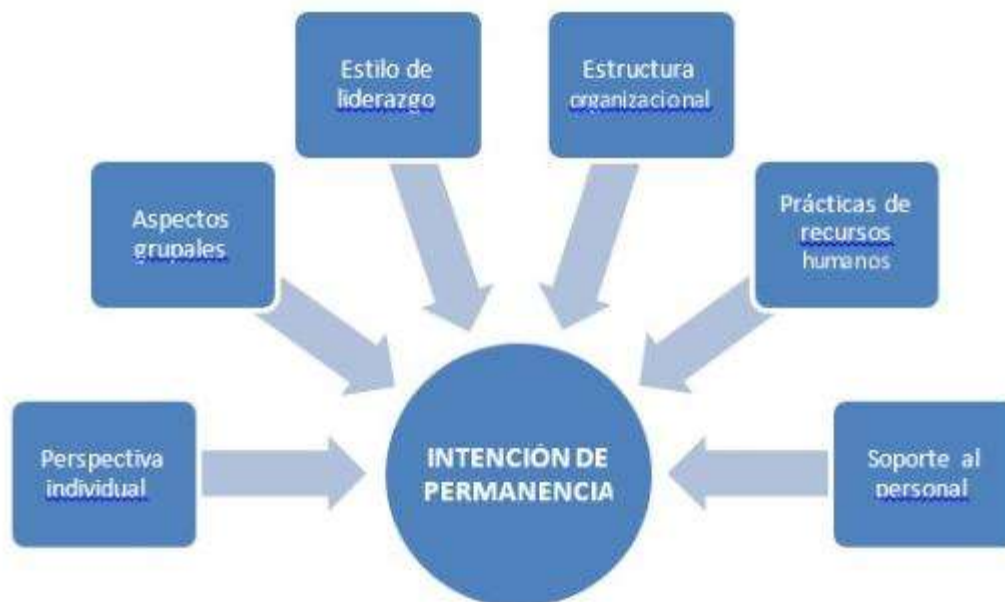 Estilo de
liderazgo
Estructura
organizacional
Aspectos
grupales
Prácticas de
recursos
humanos
Perspectiva
individual
INTENCIÓN DE
PERMANENCIA
Soporte al
personal